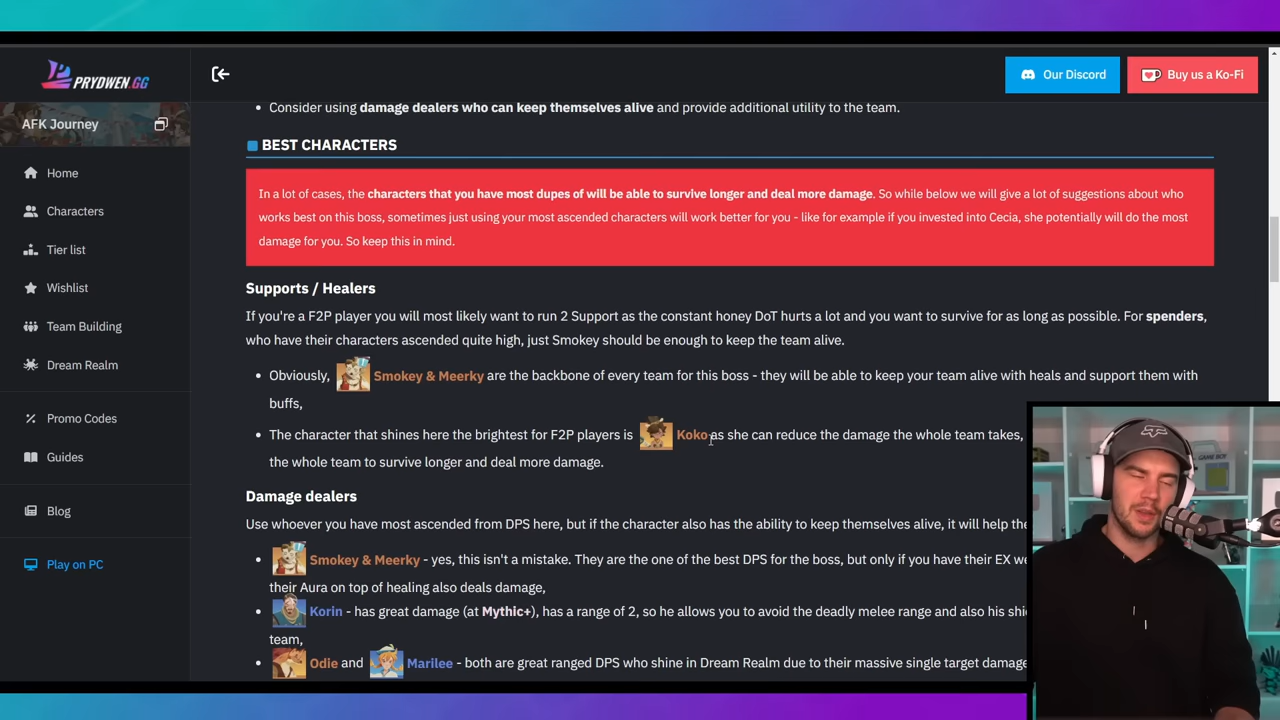 PRYDWEN.GG
Our Discord
Buy us a Ko-Fi
AFK Journey
Home
Characters
Tier list
Wishlist
Team Building
Dream Realm
Promo Codes
Guides
Blog
Play on PC
Consider using damage dealers who can keep themselves alive and provide additional utility to the team.
BEST CHARACTERS
In a lot of cases, the characters that you have most dupes of will be able to survive longer and deal more damage. So while below we will give a lot of suggestions about who
works best on this boss, sometimes just using your most ascended characters will work better for you - like for example if you invested into Cecia, she potentially will do the most
damage for you. So keep this in mind.
Supports / Healers
If you're a F2P player you will most likely want to run 2 Support as the constant honey DoT hurts a lot and you want to survive for as long as possible. For spenders,
who have their characters ascended quite high, just Smokey should be enough to keep the team alive.
Obviously, Smokey & Meerky are the backbone of every team for this boss - they will be able to keep your team alive with heals and support them with
buffs,
The character that shines here the brightest for F2P players is Koko as she can reduce the damage the whole team takes,
the whole team to survive longer and deal more damage.
Damage dealers
Use whoever you have most ascended from DPS here, but if the character also has the ability to keep themselves alive, it will help the
Smokey & Meerky - yes, this isn't a mistake. They are the one of the best DPS for the boss, but only if you have their EX we
their Aura on top of healing also deals damage,
Korin - has great damage (at Mythic+), has a range of 2, so he allows you to avoid the deadly melee range and also his shi
team,
Odie and Marilee - both are great ranged DPS who shine in Dream Realm due to their massive single target damage